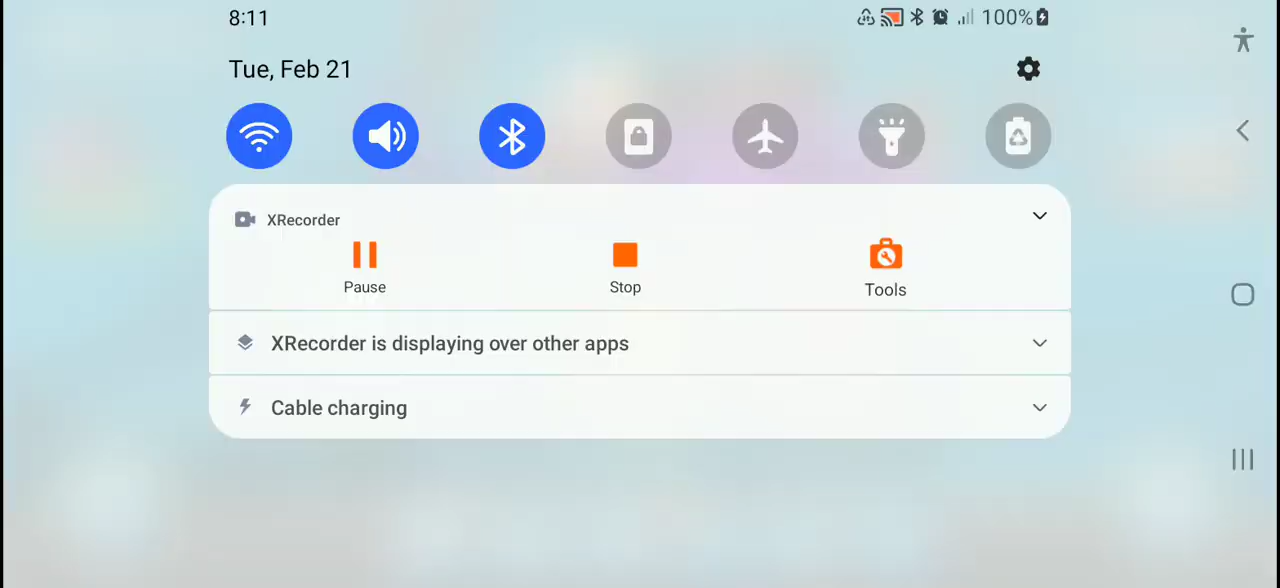 8:11
100%
Tue, Feb 21
XRecorder
Pause
Stop
Tools
XRecorder is displaying over other apps
Cable charging